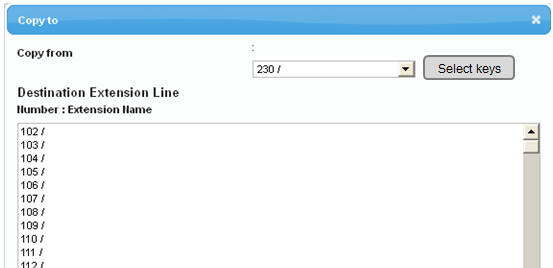 Copy to
Copy from
:
230 /
Select keys
Destination Extension Line
Number : Extension Name
102 /
103 /
104 /
105 /
106 /
107 /
108 /
109 /
110 /
111 /
112 /